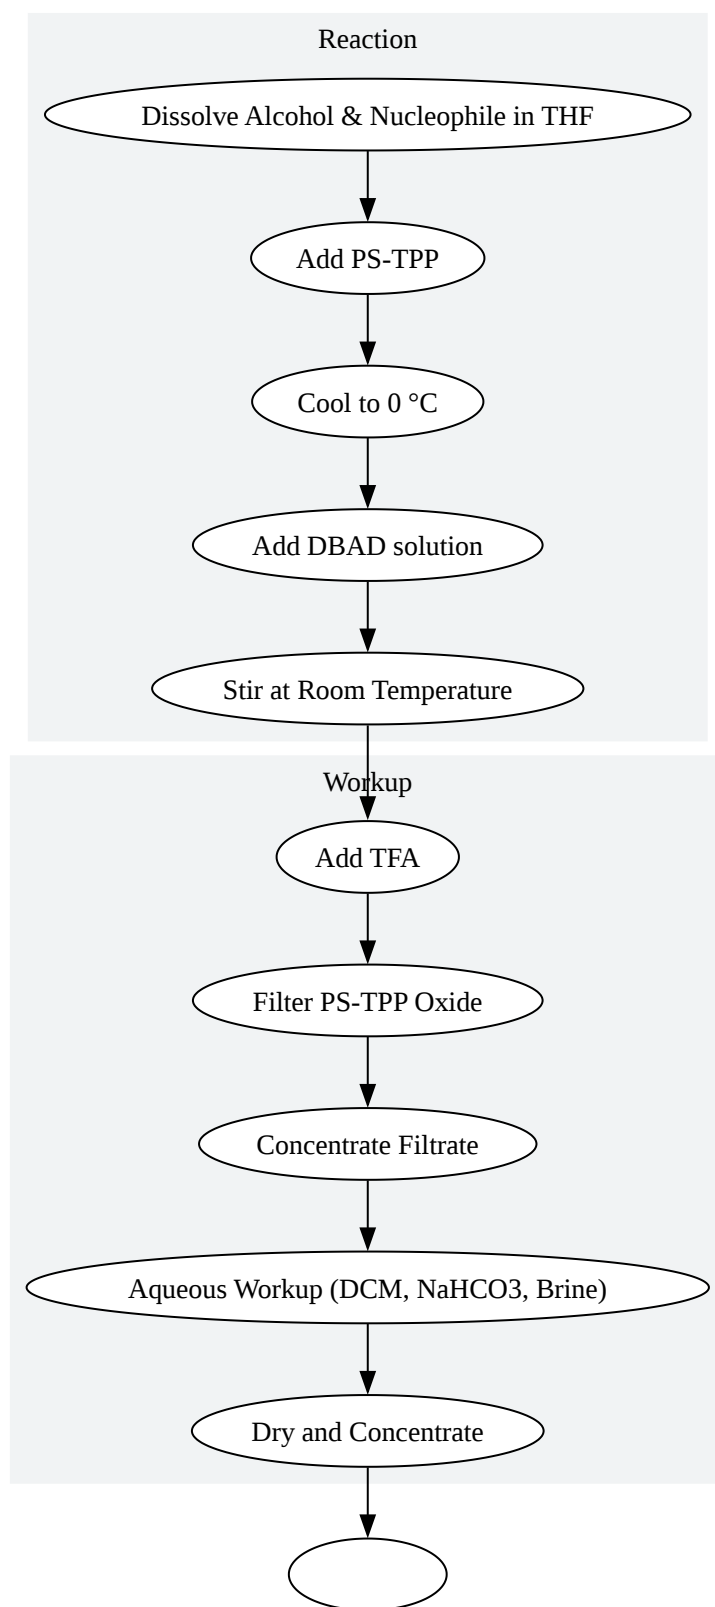 Reaction
Dissolve Alcohol & Nucleophile in THF
Add PS-TPP
Cool to 0 °C
Add DBAD solution
Stir at Room Temperature
Workup
Add TFA
Filter PS-TPP Oxide
Concentrate Filtrate
Aqueous Workup (DCM, NaHCO3, Brine)
Dry and Concentrate